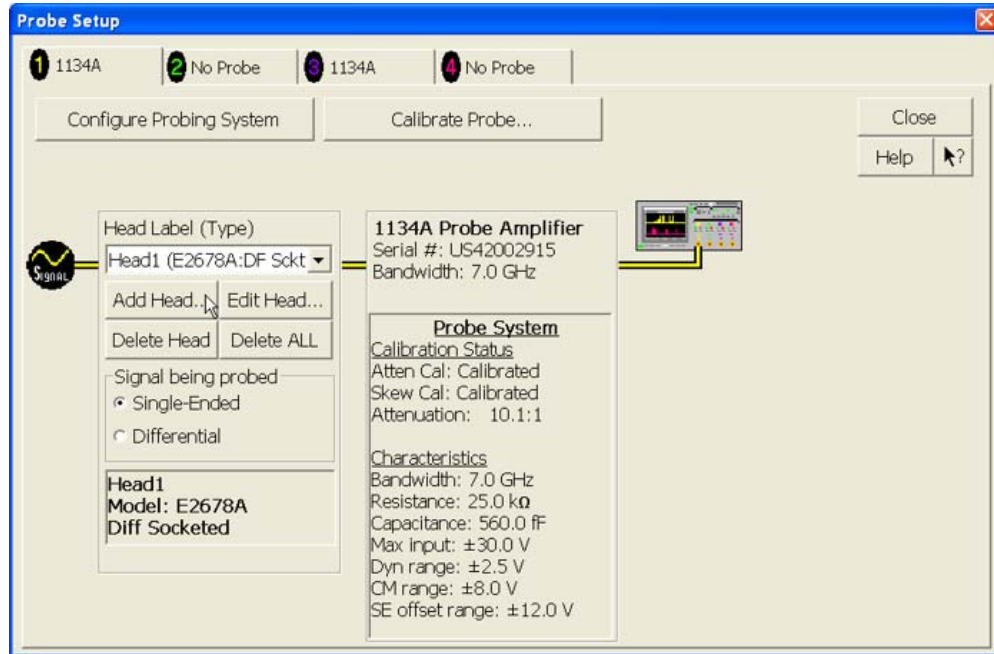 Probe Setup
1 1134A
2 No Probe
3 1134A
4 No Probe
Configure Probing System
Calibrate Probe...
Close
Help
?
Head Label (Type)
Head1 (E2678A:DF Sckt
Add Head...
Edit Head...
Delete Head
Delete ALL
Signal being probed
Single-Ended
Differential
Head1
Model: E2678A
Diff Socketed
SIGNAL
1134A Probe Amplifier
Serial #: US42002915
Bandwidth: 7.0 GHz
Probe System
Calibration Status
Atten Cal: Calibrated
Skew Cal: Calibrated
Attenuation: 10.1:1
Characteristics
Bandwidth: 7.0 GHz
Resistance: 25.0 kΩ
Capacitance: 560.0 fF
Max input: ±30.0 V
Dyn range: ±2.5 V
CM range: ±8.0 V
SE offset range: ±12.0 V